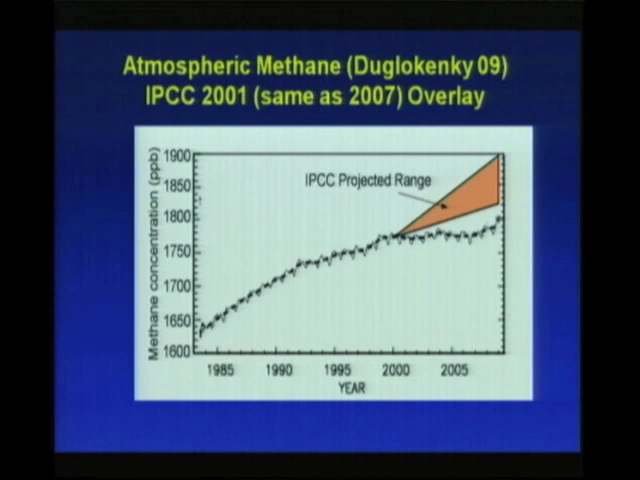 Atmospheric Methane (Duglokenky 09)
IPCC 2001 (same as 2007) Overlay
Methane concentration (ppb)
1900
1850
1800
1750
1700
1650
1600
IPCC Projected Range
1985 1990 1995 2000 2005
YEAR